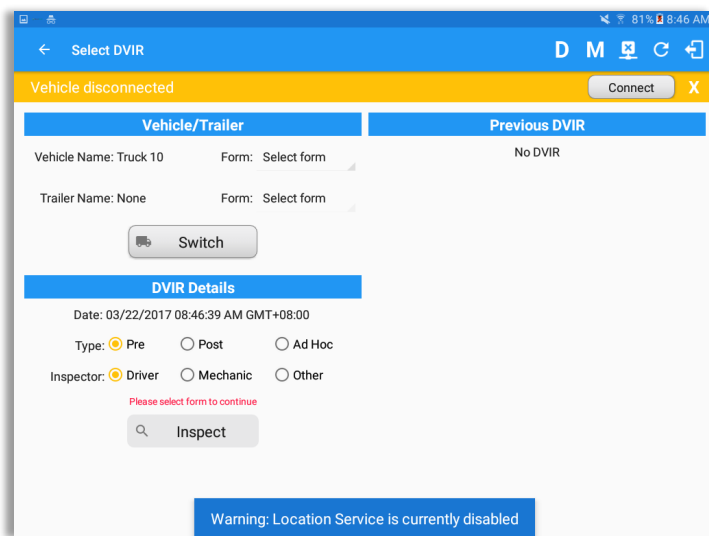 81% 8:46 AM
Select DVIR
D M
Vehicle disconnected
Connect X
Vehicle/Trailer
Vehicle Name: Truck 10 Form: Select form
Trailer Name: None Form: Select form
Switch
DVIR Details
Date: 03/22/2017 08:46:39 AM GMT+08:00
Type: Pre Post Ad Hoc
Inspector: Driver Mechanic Other
Please select form to continue
Inspect
Previous DVIR
No DVIR
Warning: Location Service is currently disabled